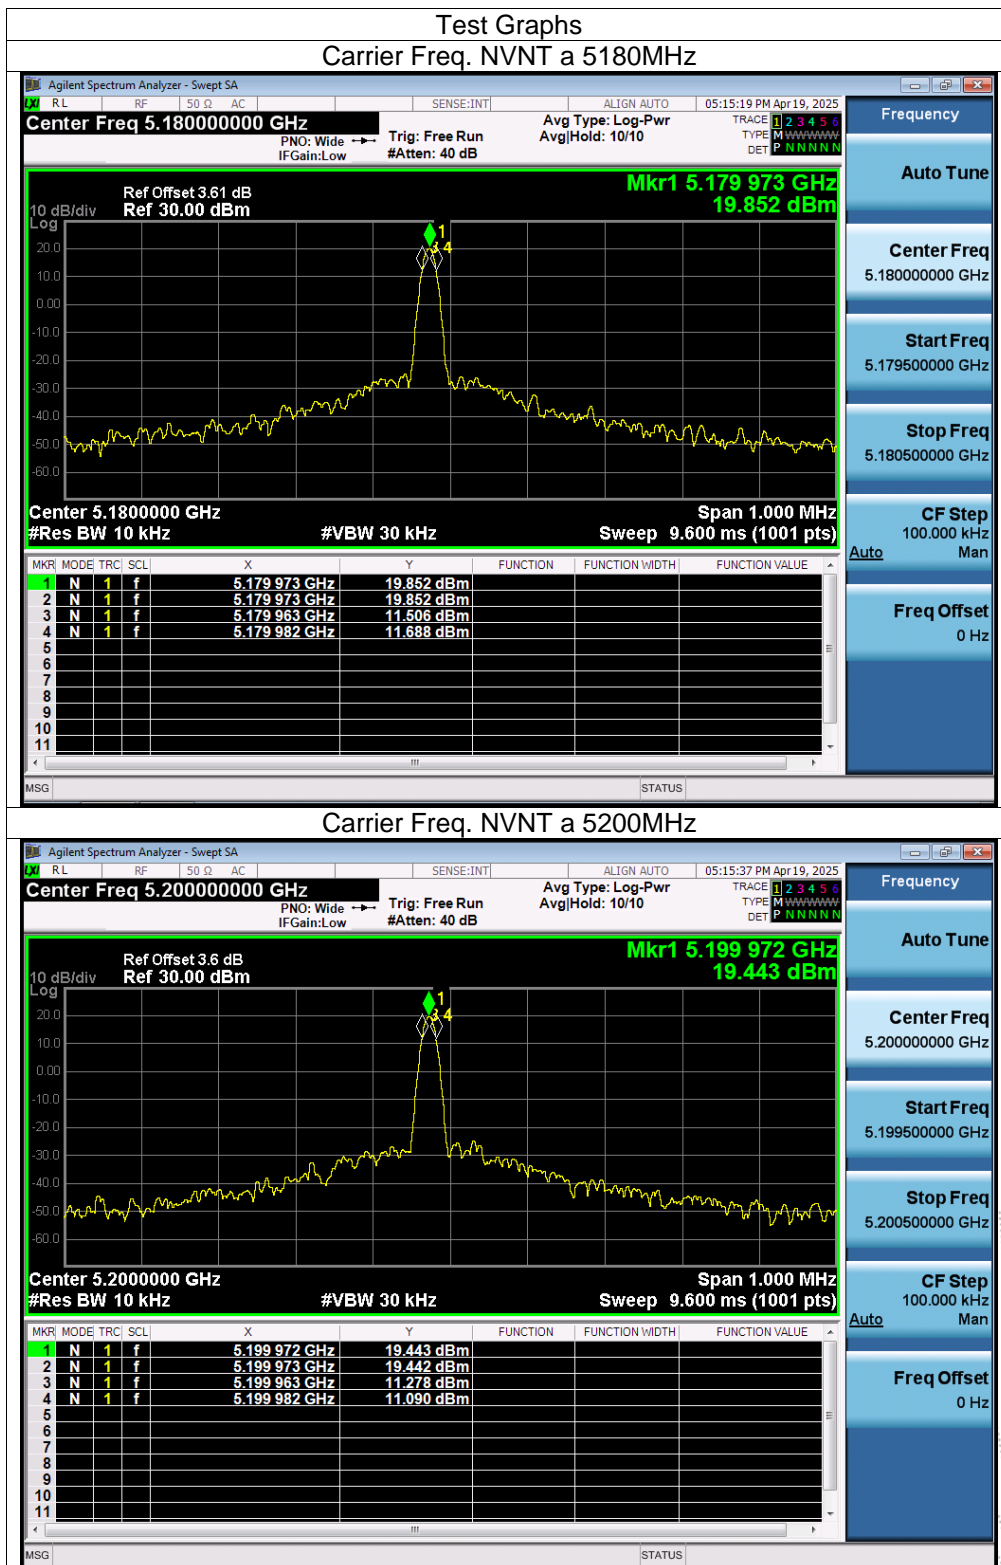 Test Graphs
Carrier Freq. NVNT a 5180MHz
Agilent Spectrum Analyzer - Swept SA
LXI RL RF 50 Ω AC SENSE:INT ALIGN AUTO 05:15:19 PM Apr 19, 2025
Center Freq 5.180000000 GHz
PNO: Wide
IFGain:Low
Trig: Free Run
#Atten: 40 dB
Avg Type: Log-Pwr
Avg|Hold: 10/10
TRACE 1 2 3 4 5 6
TYPE M WWWWW
DET P N N N N N
Frequency
Auto Tune
Center Freq
5.180000000 GHz
Start Freq
5.179500000 GHz
Stop Freq
5.180500000 GHz
CF Step
100.000 kHz
Auto Man
Freq Offset
0 Hz
Mkr1 5.179 973 GHz
19.852 dBm
Ref Offset 3.61 dB
10 dB/div Ref 30.00 dBm
Log
1
3 4
20.0
10.0
0.00
-10.0
-20.0
-30.0
-40.0
-50.0
-60.0
Center 5.1800000 GHz Span 1.000 MHz
#Res BW 10 kHz #VBW 30 kHz Sweep 9.600 ms (1001 pts)
MKR MODE TRC SCL X Y FUNCTION FUNCTION WIDTH FUNCTION VALUE
1 N 1 f 5.179 973 GHz 19.852 dBm
2 N 1 f 5.179 973 GHz 19.852 dBm
3 N 1 f 5.179 963 GHz 11.506 dBm
4 N 1 f 5.179 982 GHz 11.688 dBm
5
6
7
8
9
10
11
MSG STATUS
Carrier Freq. NVNT a 5200MHz
Agilent Spectrum Analyzer - Swept SA
LXI RL RF 50 Ω AC SENSE:INT ALIGN AUTO 05:15:37 PM Apr 19, 2025
Center Freq 5.200000000 GHz
PNO: Wide
IFGain:Low
Trig: Free Run
#Atten: 40 dB
Avg Type: Log-Pwr
Avg|Hold: 10/10
TRACE 1 2 3 4 5 6
TYPE M WWWWW
DET P N N N N N
Frequency
Auto Tune
Center Freq
5.200000000 GHz
Start Freq
5.199500000 GHz
Stop Freq
5.200500000 GHz
CF Step
100.000 kHz
Auto Man
Freq Offset
0 Hz
Mkr1 5.199 972 GHz
19.443 dBm
Ref Offset 3.6 dB
10 dB/div Ref 30.00 dBm
Log
1
3 4
20.0
10.0
0.00
-10.0
-20.0
-30.0
-40.0
-50.0
-60.0
Center 5.2000000 GHz Span 1.000 MHz
#Res BW 10 kHz #VBW 30 kHz Sweep 9.600 ms (1001 pts)
MKR MODE TRC SCL X Y FUNCTION FUNCTION WIDTH FUNCTION VALUE
1 N 1 f 5.199 972 GHz 19.443 dBm
2 N 1 f 5.199 973 GHz 19.442 dBm
3 N 1 f 5.199 963 GHz 11.278 dBm
4 N 1 f 5.199 982 GHz 11.090 dBm
5
6
7
8
9
10
11
MSG STATUS